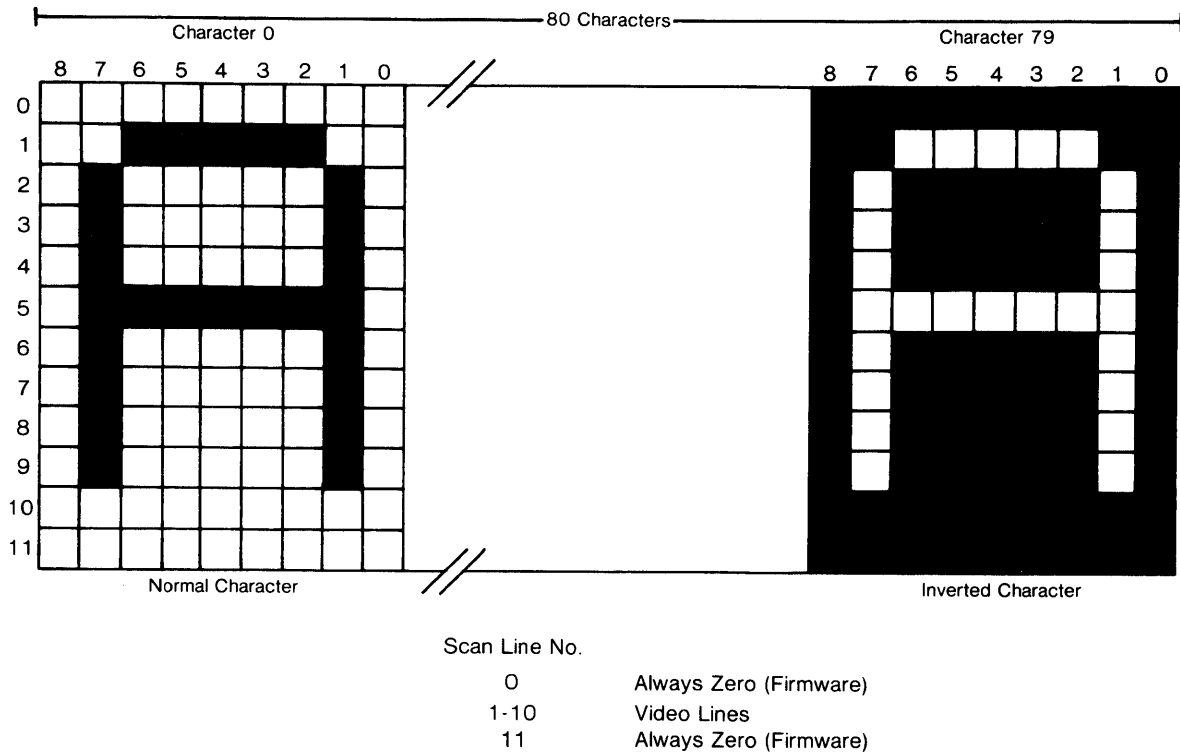 80 Characters
Character 0 Character 79
8 7 6 5 4 3 2 1 0 8 7 6 5 4 3 2 1 0
0
1
2
3
4
5
6
7
8
9
10
11
Normal Character Inverted Character
Scan Line No.
0 Always Zero (Firmware)
1-10 Video Lines
11 Always Zero (Firmware)